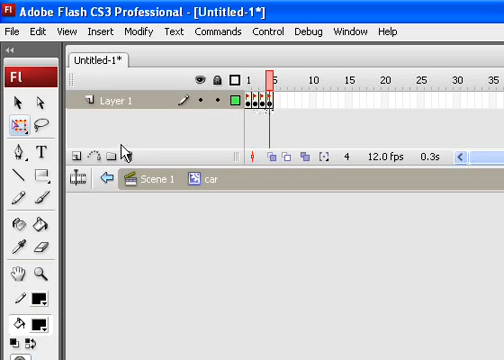 Adobe Flash CS3 Professional - [Untitled-1*]
File Edit View Insert Modify Text Commands Control Debug Window Help
Untitled-1*
Fl
1 5 10 15 20 25 30 35
Layer 1
4 12.0 fps 0.3s
Scene 1 car